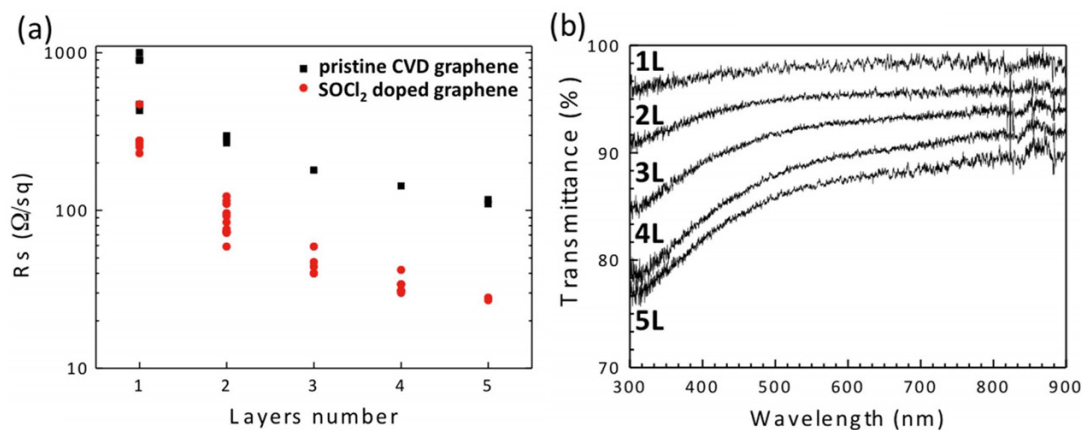 (a)
1000
100
10
Rs (Ω/sq)
pristine CVD graphene
SOCl₂ doped graphene
1 2 3 4 5
Layers number
(b)
100
90
80
70
Transmittance (%)
1L
2L
3L
4L
5L
300 400 500 600 700 800 900
Wavelength (nm)